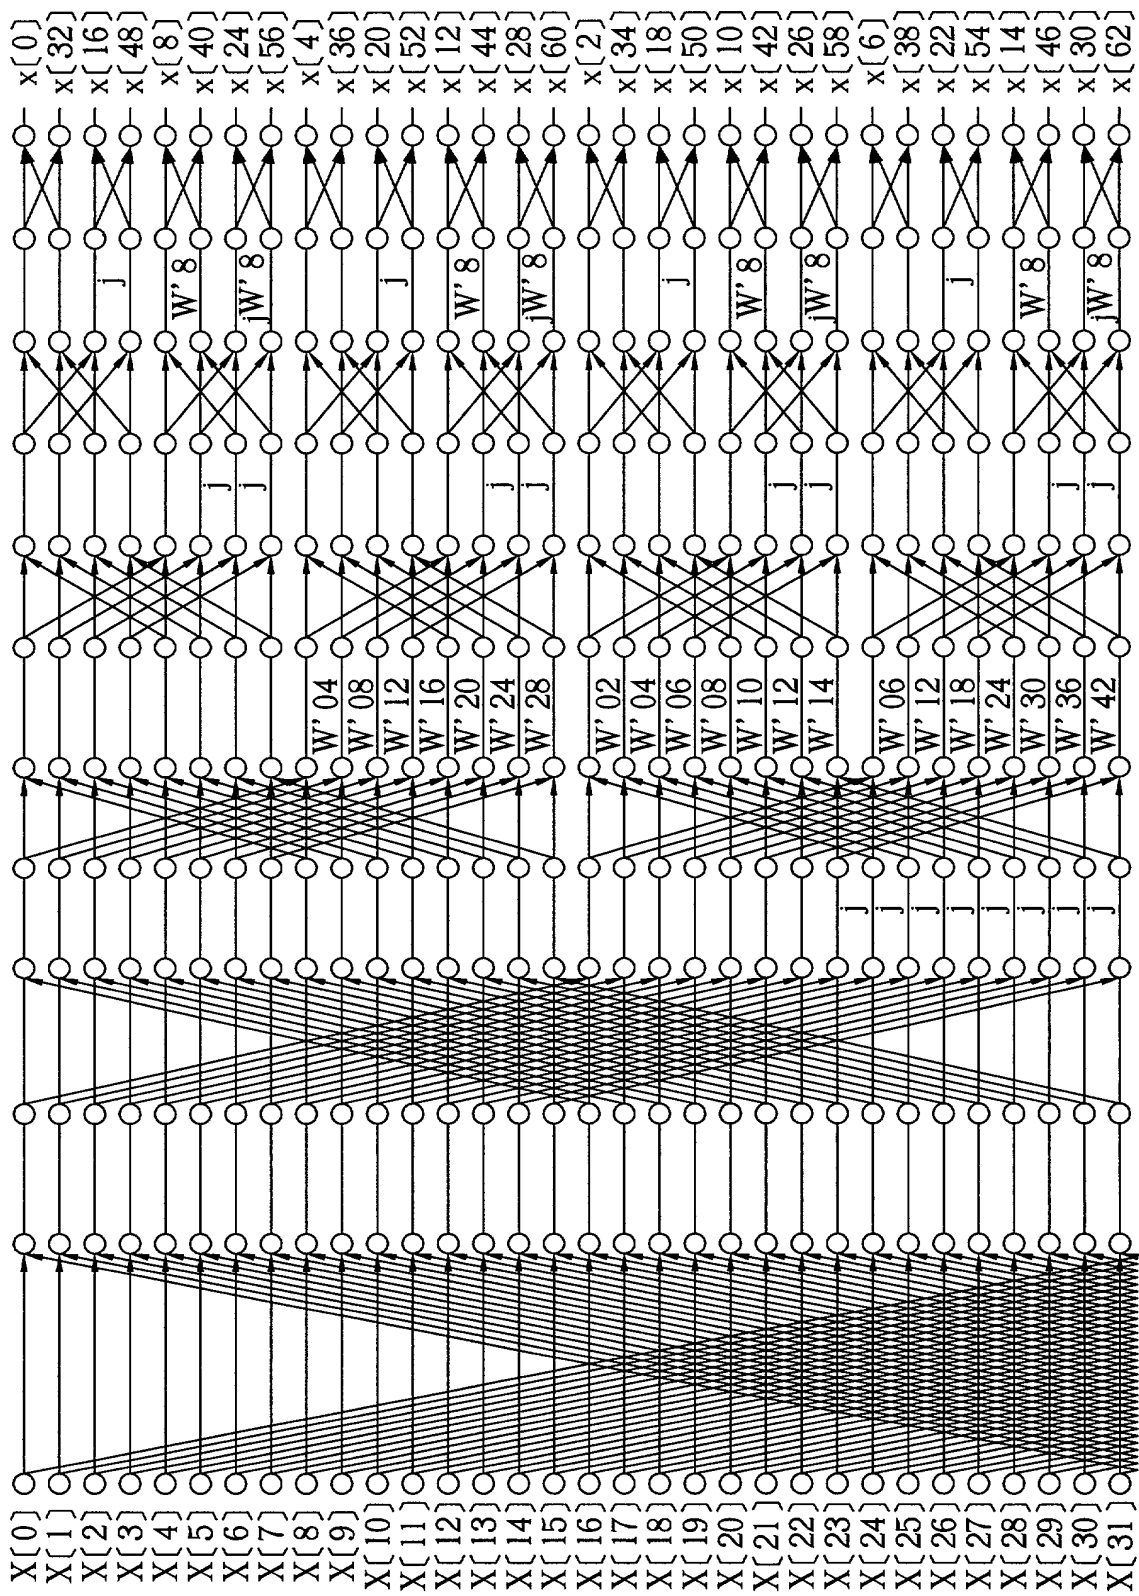 X[0]
X[1]
X[2]
X[3]
X[4]
X[5]
X[6]
X[7]
X[8]
X[9]
X[10]
X[11]
X[12]
X[13]
X[14]
X[15]
X[16]
X[17]
X[18]
X[19]
X[20]
X[21]
X[22]
X[23]
X[24]
X[25]
X[26]
X[27]
X[28]
X[29]
X[30]
X[31]
j
j
j
j
j
j
j
j
W' 04
W' 08
W' 12
W' 16
W' 20
W' 24
W' 28
W' 02
W' 04
W' 06
W' 08
W' 10
W' 12
W' 14
W' 06
W' 12
W' 18
W' 24
W' 30
W' 36
W' 42
j
j
j
j
j
j
j
j
j
W' 8
jW' 8
j
W' 8
jW' 8
j
W' 8
jW' 8
j
W' 8
jW' 8
x[0]
x[32]
x[16]
x[48]
x[8]
x[40]
x[24]
x[56]
x[4]
x[36]
x[20]
x[52]
x[12]
x[44]
x[28]
x[60]
x[2]
x[34]
x[18]
x[50]
x[10]
x[42]
x[26]
x[58]
x[6]
x[38]
x[22]
x[54]
x[14]
x[46]
x[30]
x[62]